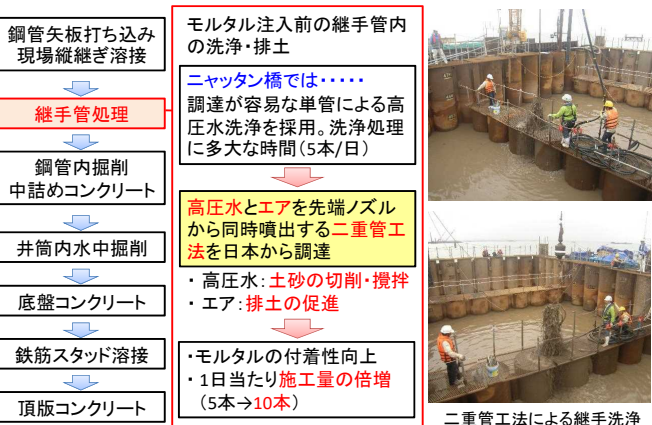 鋼管矢板打ち込み
現場縦継ぎ溶接
継手管処理
鋼管内掘削
中詰めコンクリート
井筒内水中掘削
底盤コンクリート
鉄筋スタッド溶接
頂版コンクリート
モルタル注入前の継手管内
の洗浄・排土
ニャッタン橋では・・・・・
調達が容易な単管による高
圧水洗浄を採用。洗浄処理
に多大な時間(5本/日)
高圧水とエアを先端ノズル
から同時噴出する二重管工
法を日本から調達
・高圧水:土砂の切削・攪拌
・エア:排土の促進
・モルタルの付着性向上
・1日当たり施工量の倍増
(5本→10本)
二重管工法による継手洗浄